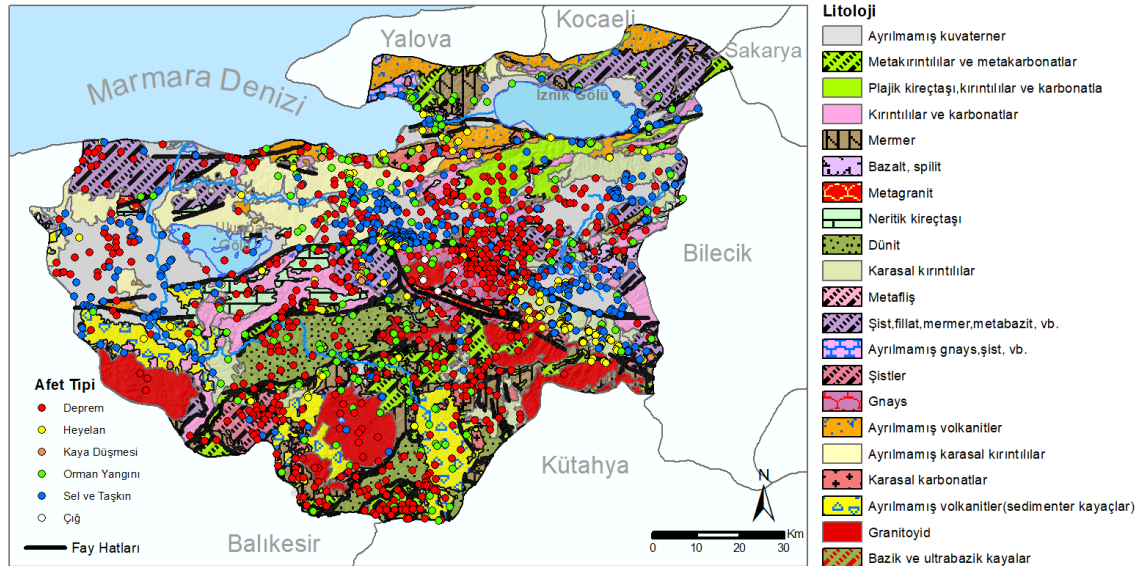 Kocaeli
Yalova
Sakarya
Marmara Denizi
İznik Gölü
Bilecik
Kütahya
Balıkesir
Afet Tipi
Deprem
Heyelan
Kaya Düşmesi
Orman Yangını
Sel ve Taşkın
Çığ
Fay Hatları
N
Km
0 10 20 30
Litoloji
Ayrılmamış kuvaterner
Metakırıntılılar ve metakarbonatlar
Plajik kireçtaşı,kırıntılılar ve karbonatla
Kırıntılılar ve karbonatlar
Mermer
Bazalt, spilit
Metagranit
Neritik kireçtaşı
Dünit
Karasal kırıntılılar
Metafliş
Şist,fillat,mermer,metabazit, vb.
Ayrılmamış gnays,şist, vb.
Şistler
Gnays
Ayrılmamış volkanitler
Ayrılmamış karasal kırıntılılar
Karasal karbonatlar
Ayrılmamış volkanitler(sedimenter kayaçlar)
Granitoyid
Bazik ve ultrabazik kayalar